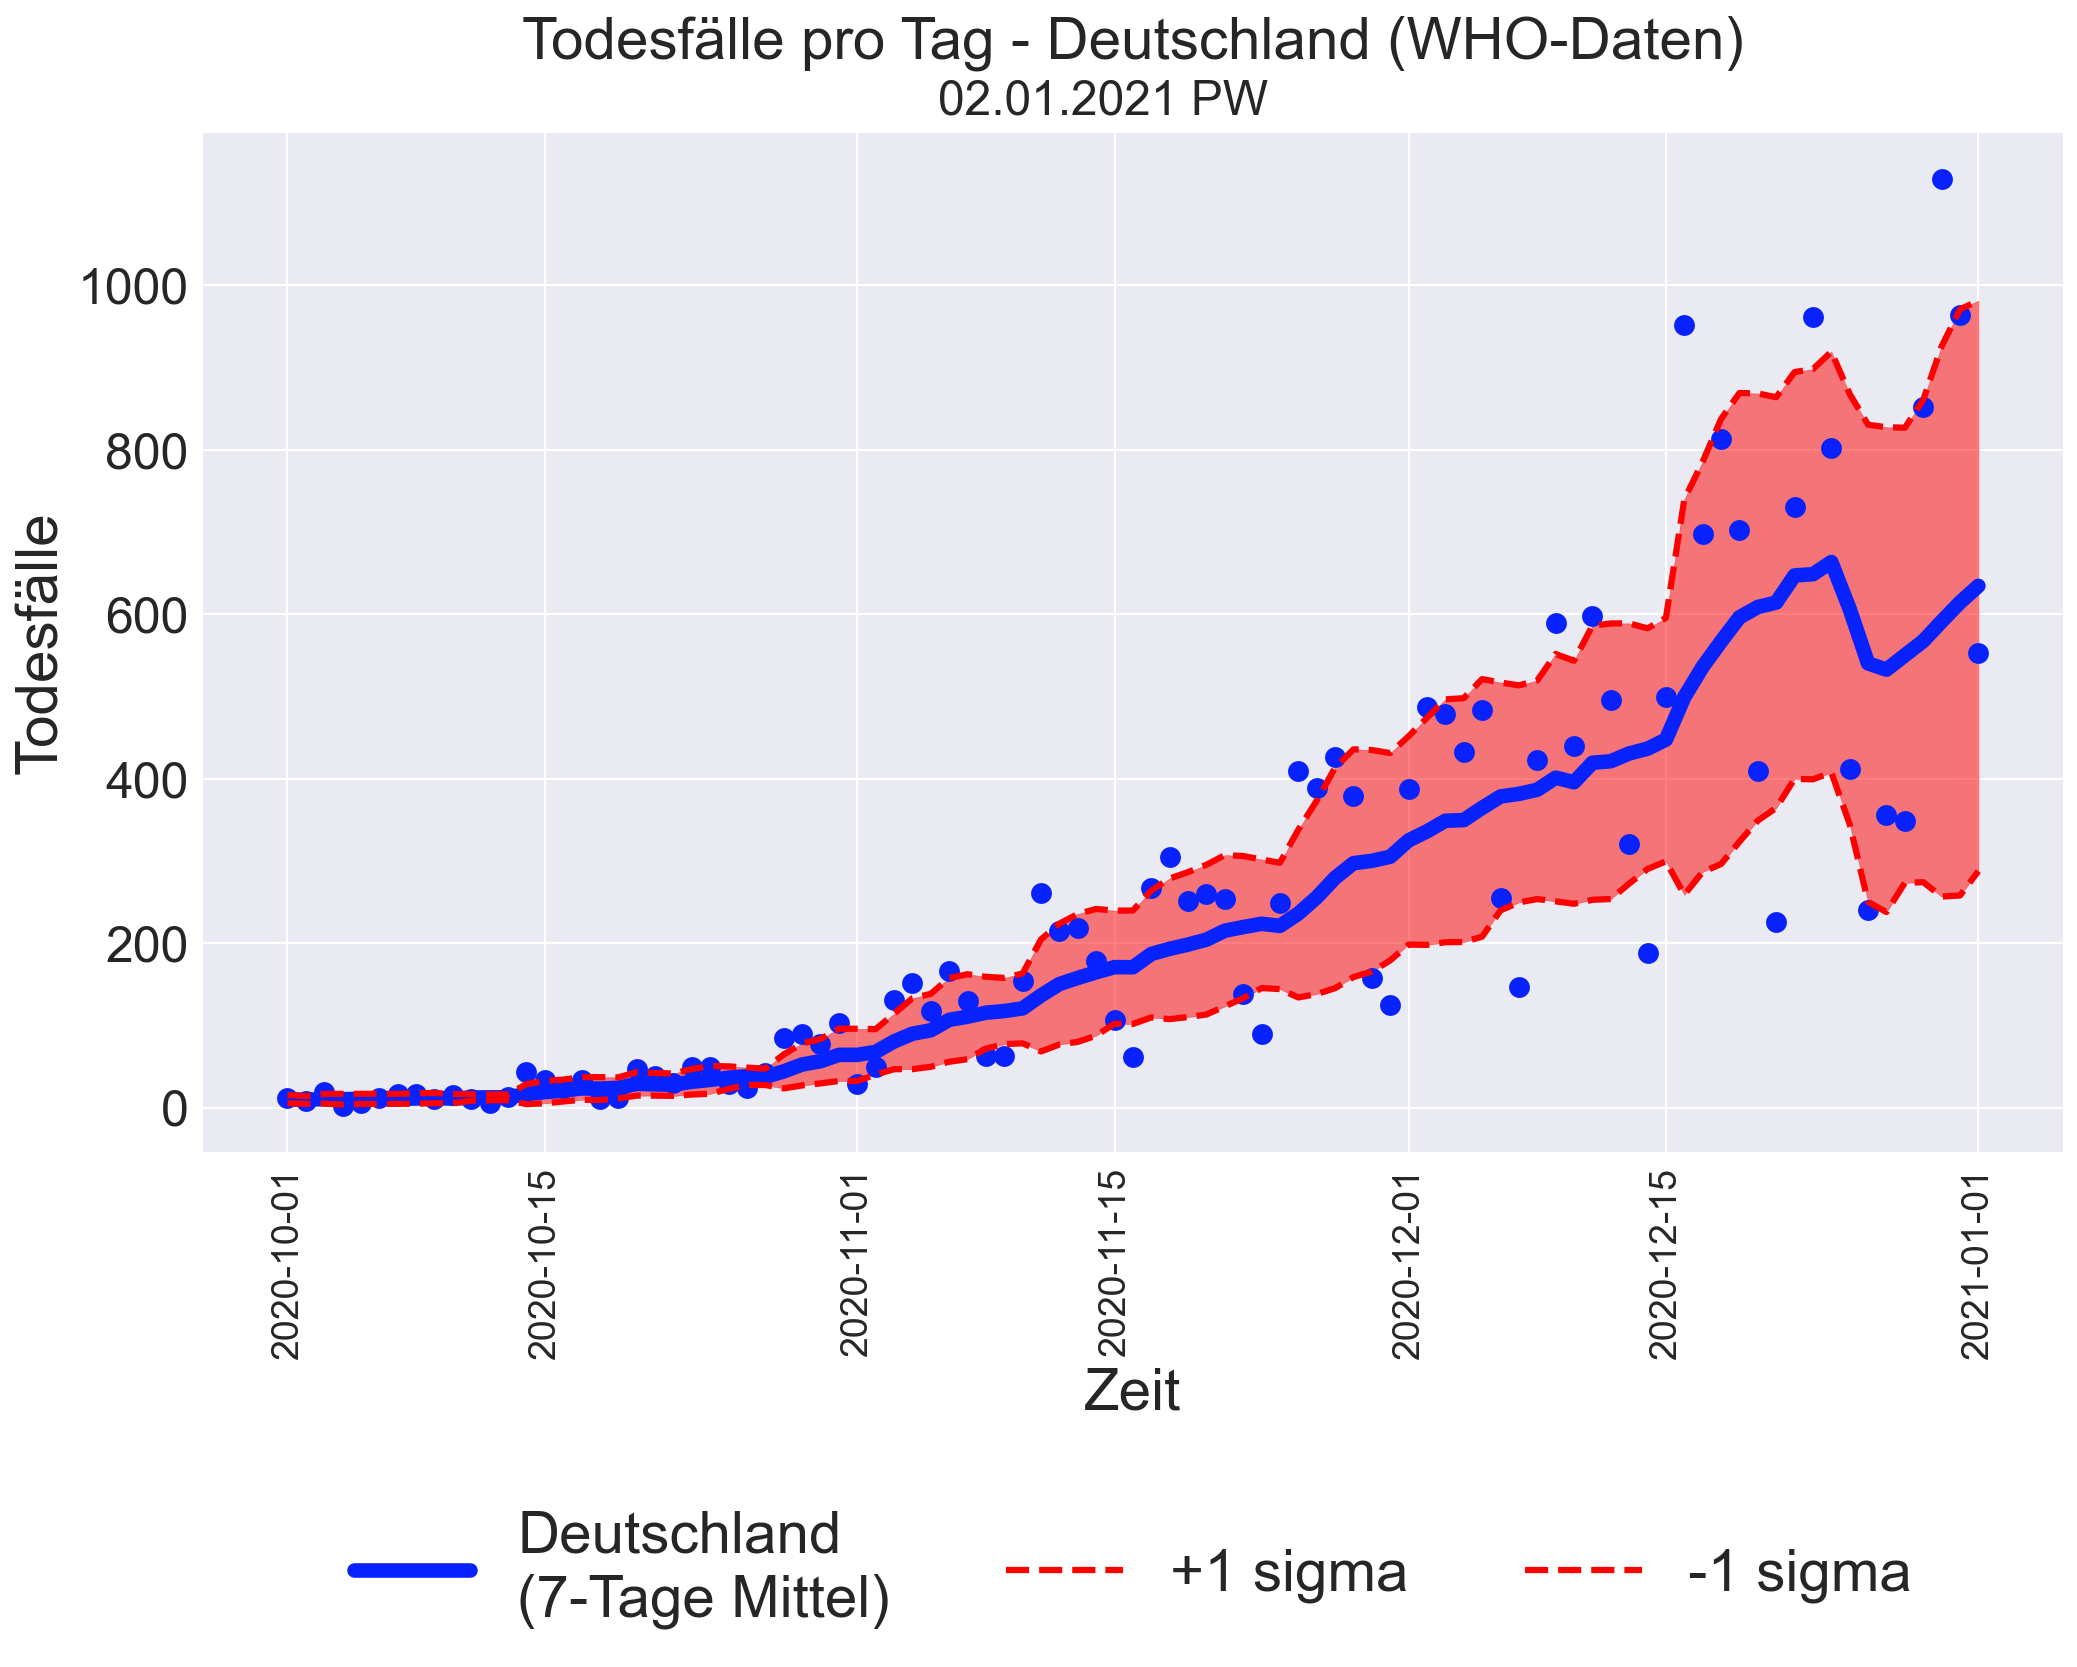 Todesfälle pro Tag - Deutschland (WHO-Daten)
02.01.2021 PW
Todesfälle
1000
800
600
400
200
0
2020-10-01
2020-10-15
2020-11-01
2020-11-15
2020-12-01
2020-12-15
2021-01-01
Zeit
Deutschland
(7-Tage Mittel)
+1 sigma
-1 sigma